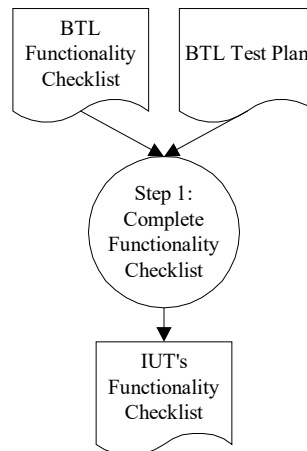 BTL
Functionality
Checklist
BTL Test Plan
Step 1:
Complete
Functionality
Checklist
IUT's
Functionality
Checklist